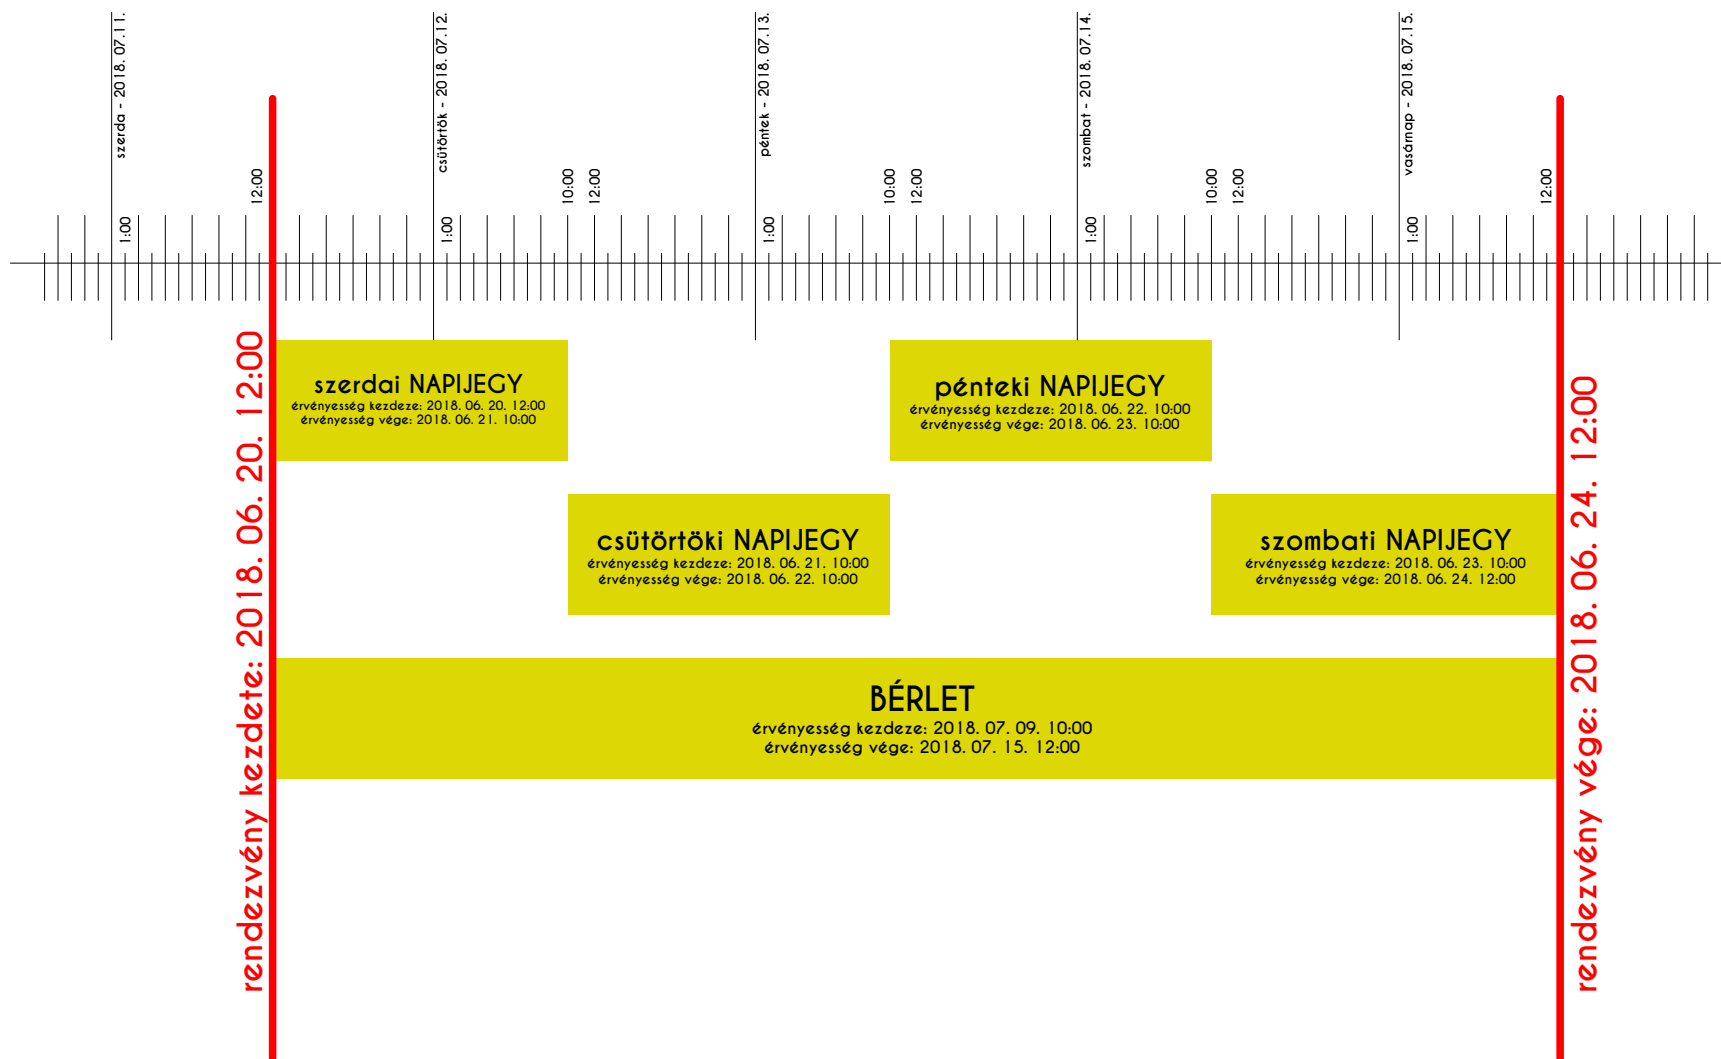 szerda - 2018. 07.11.
csütörtök - 2018. 07.12.
péntek - 2018. 07.13.
szombat - 2018. 07.14.
vasárnap - 2018. 07.15.
12:00
10:00
12:00
10:00
12:00
10:00
12:00
12:00
1:00
1:00
1:00
1:00
1:00
rendezvény kezdete: 2018. 06. 20. 12:00
szerdai NAPIJEGY
érvényesség kezdeze: 2018. 06. 20. 12:00
érvényesség vége: 2018. 06. 21. 10:00
pénteki NAPIJEGY
érvényesség kezdeze: 2018. 06. 22. 10:00
érvényesség vége: 2018. 06. 23. 10:00
csütörtöki NAPIJEGY
érvényesség kezdeze: 2018. 06. 21. 10:00
érvényesség vége: 2018. 06. 22. 10:00
szombati NAPIJEGY
érvényesség kezdeze: 2018. 06. 23. 10:00
érvényesség vége: 2018. 06. 24. 12:00
BÉRLET
érvényesség kezdeze: 2018. 07. 09. 10:00
érvényesség vége: 2018. 07. 15. 12:00
rendezvény vége: 2018. 06. 24. 12:00